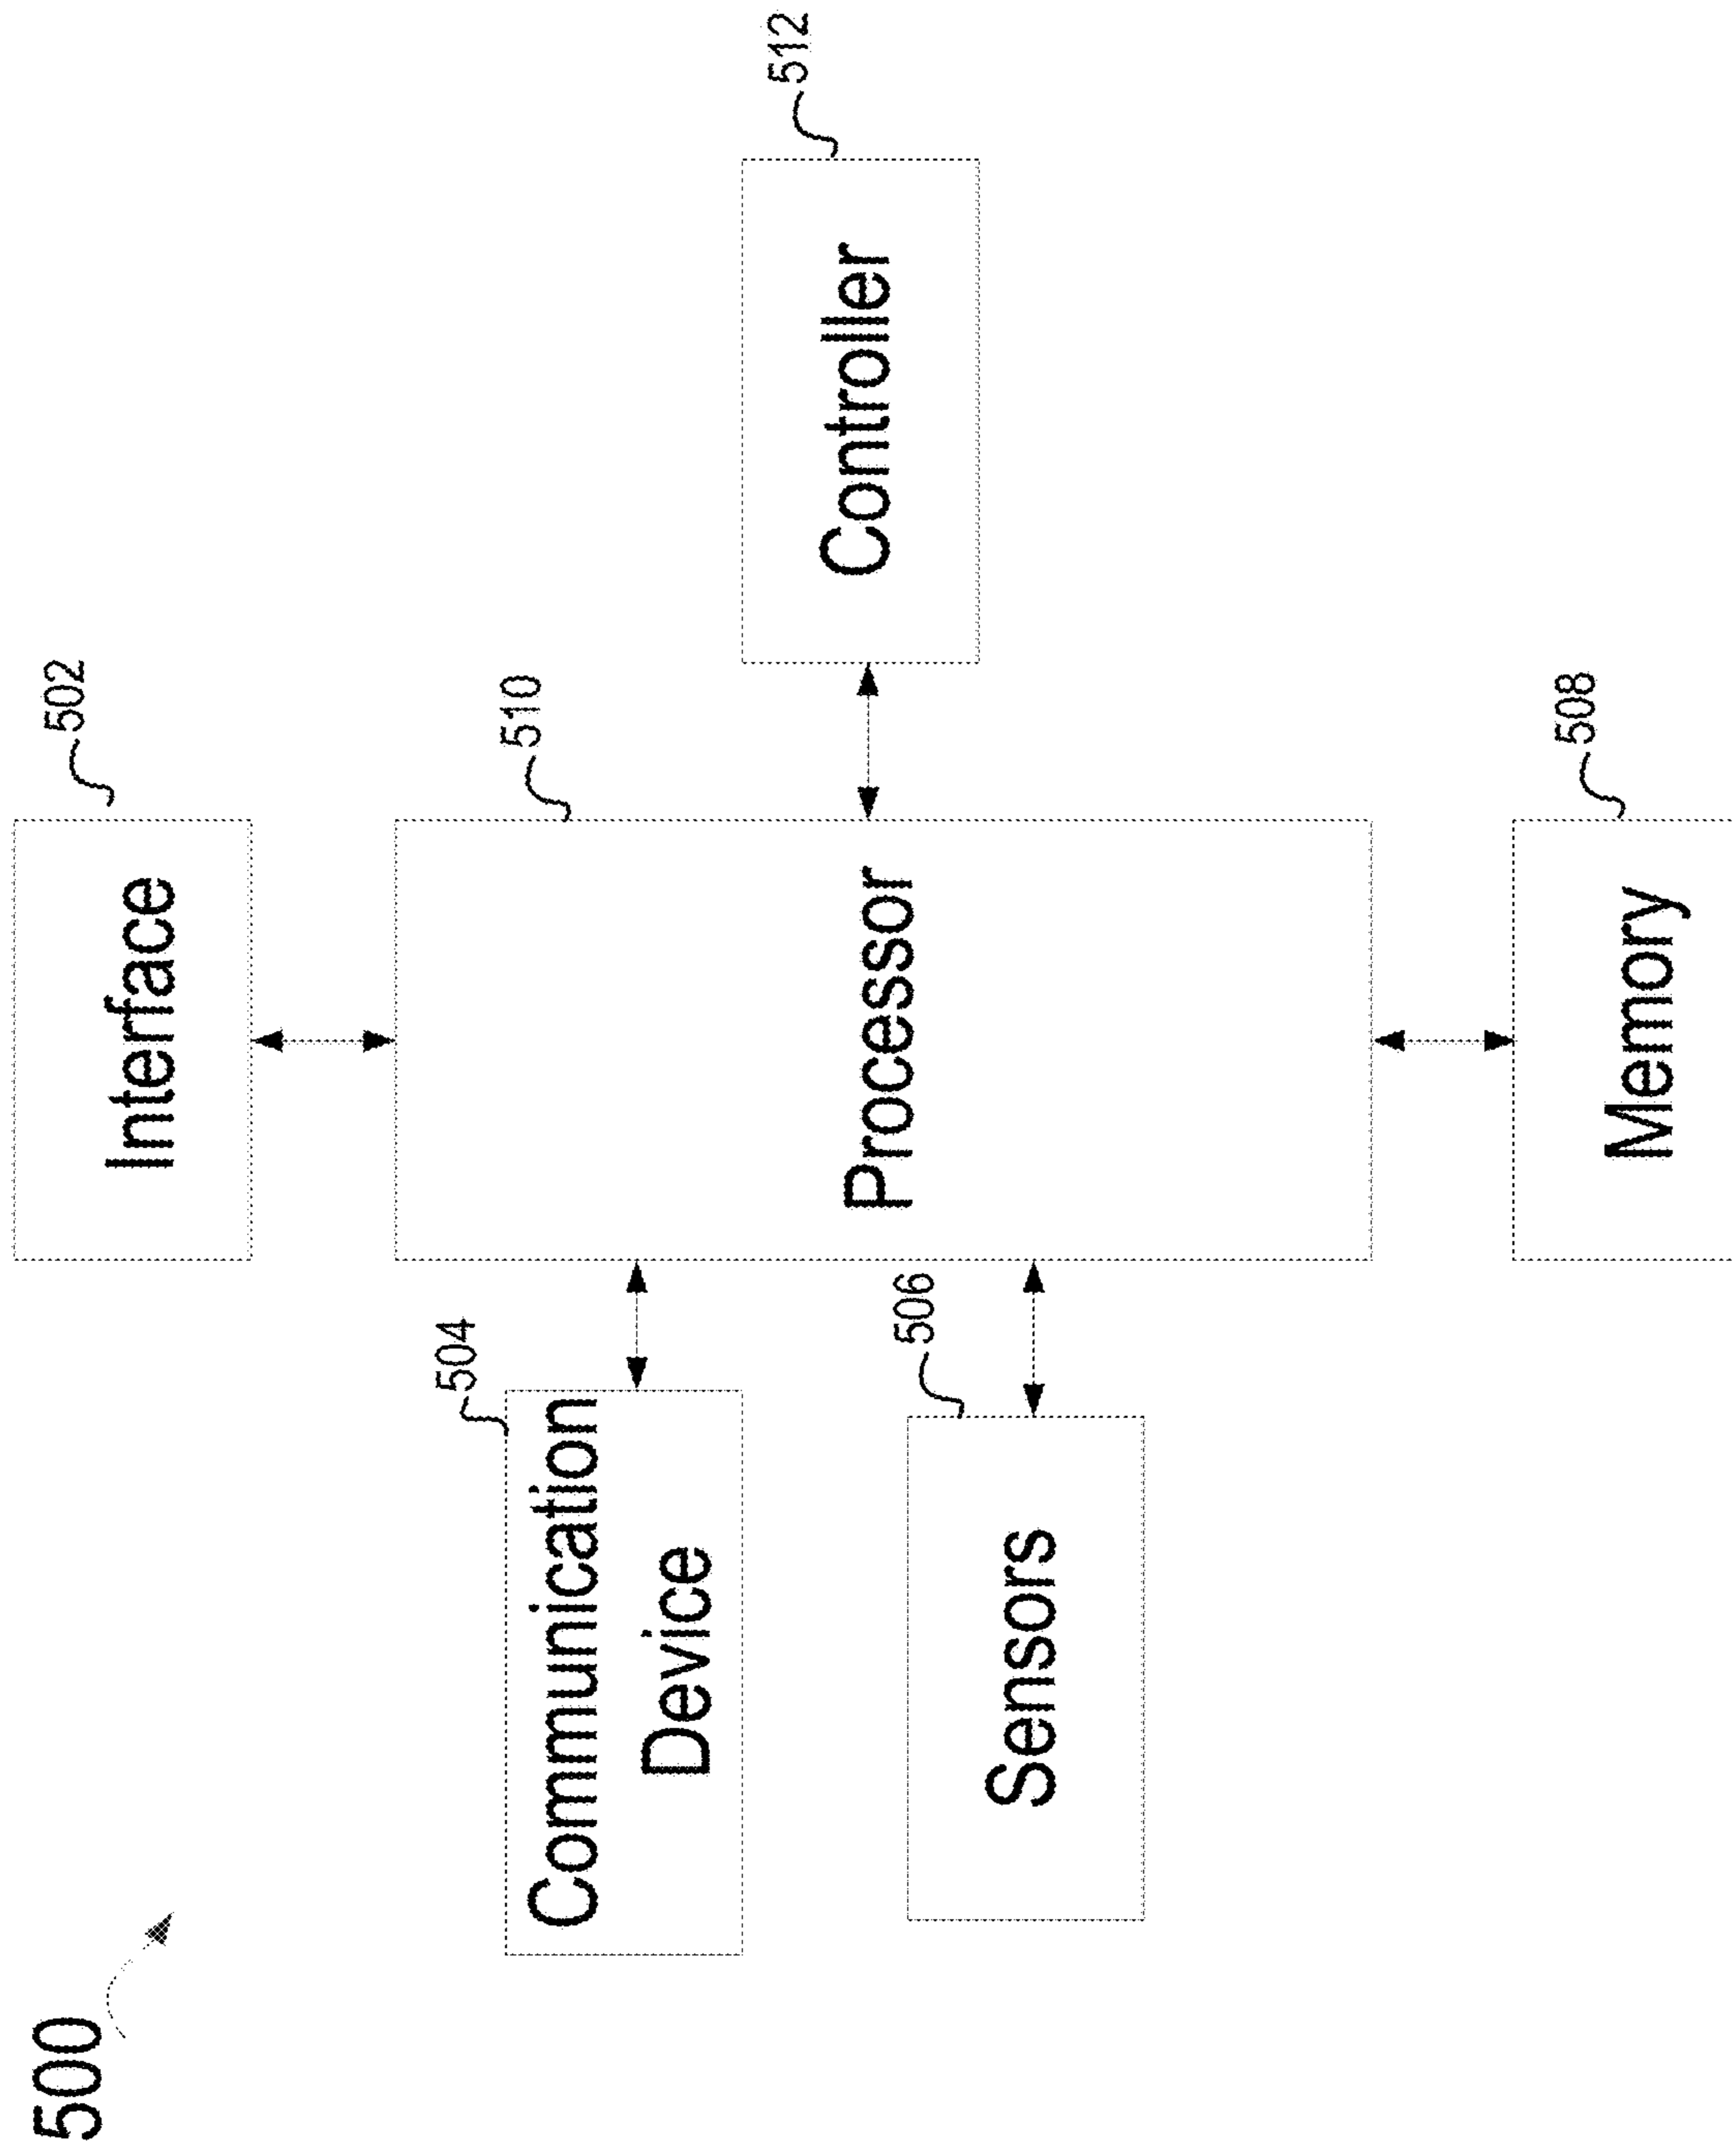 500
502
Interface
504
Communication
Device
510
Processor
512
Controller
506
Sensors
508
Memory